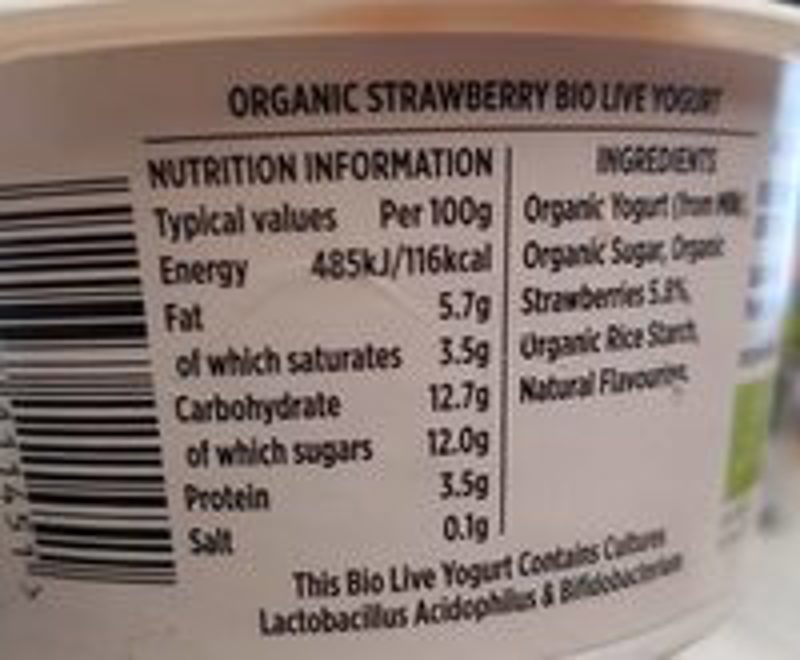 ORGANIC STRAWBERRY BIO LIVE YOGURT
NUTRITION INFORMATION
Typical values Per 100g
Energy 485kJ/116kcal
Fat 5.7g
of which saturates 3.5g
Carbohydrate 12.7g
of which sugars 12.0g
Protein 3.5g
Salt 0.1g
INGREDIENTS
Organic Yogurt (from Milk),
Organic Sugar, Organic
Strawberries 5.8%,
Organic Rice Starch,
Natural Flavouring.
This Bio Live Yogurt Contains Cultures
Lactobacillus Acidophilus & Bifidobacterium